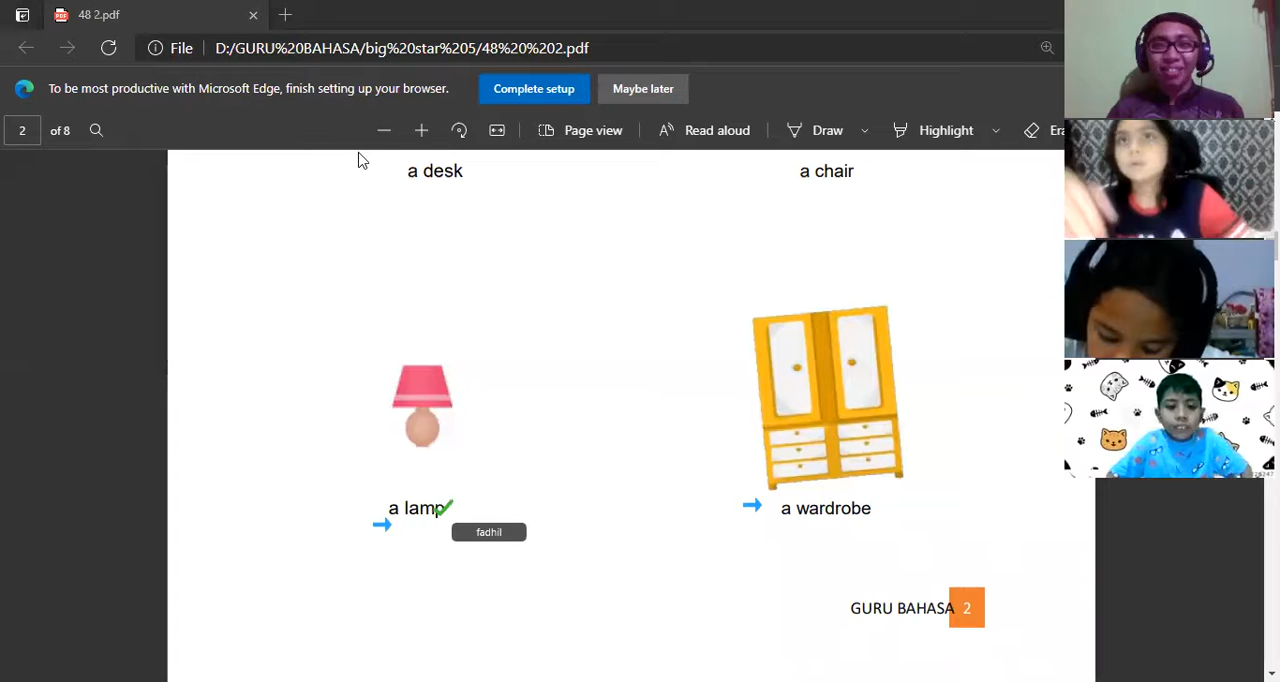 48 2.pdf
File D:/GURU%20BAHASA/big%20star%205/48%20%202.pdf
To be most productive with Microsoft Edge, finish setting up your browser. Complete setup Maybe later
2 of 8 Page view Read aloud Draw Highlight Era
a desk a chair
a lamp a wardrobe
fadhil
GURU BAHASA 2